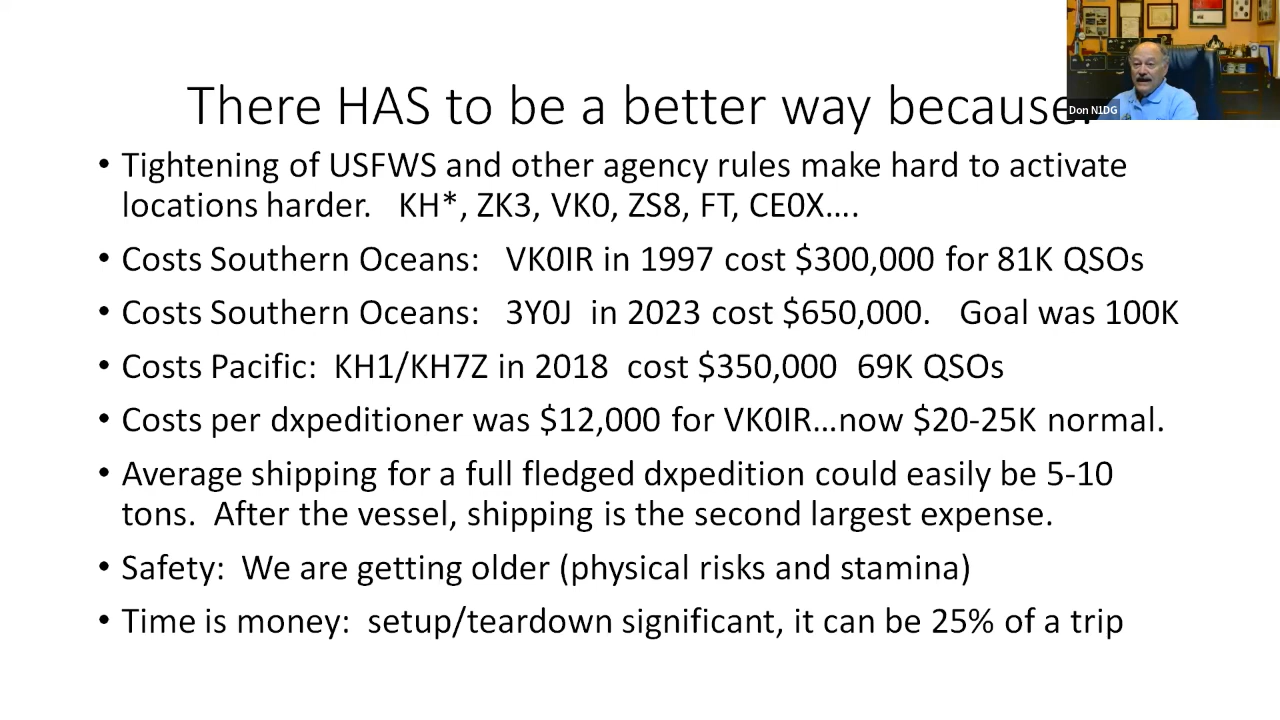 There HAS to be a better way because.
Don N1DG
• Tightening of USFWS and other agency rules make hard to activate
locations harder. KH*, ZK3, VK0, ZS8, FT, CE0X….
• Costs Southern Oceans: VK0IR in 1997 cost $300,000 for 81K QSOs
• Costs Southern Oceans: 3Y0J in 2023 cost $650,000. Goal was 100K
• Costs Pacific: KH1/KH7Z in 2018 cost $350,000 69K QSOs
• Costs per dxpeditioner was $12,000 for VK0IR…now $20-25K normal.
• Average shipping for a full fledged dxpedition could easily be 5-10
tons. After the vessel, shipping is the second largest expense.
• Safety: We are getting older (physical risks and stamina)
• Time is money: setup/teardown significant, it can be 25% of a trip